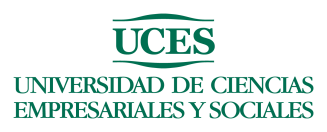 UCES
UNIVERSIDAD DE CIENCIAS
EMPRESARIALES Y SOCIALES